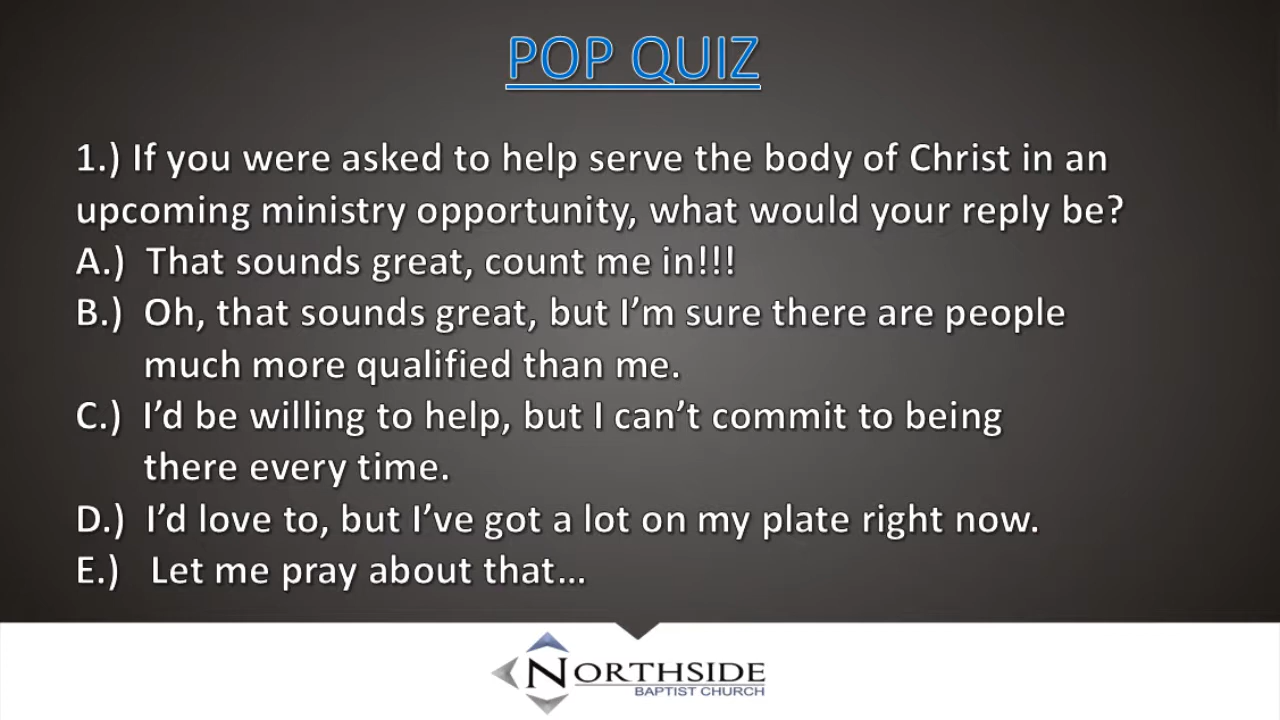 POP QUIZ
1.) If you were asked to help serve the body of Christ in an
upcoming ministry opportunity, what would your reply be?
A.) That sounds great, count me in!!!
B.) Oh, that sounds great, but I’m sure there are people
much more qualified than me.
C.) I’d be willing to help, but I can’t commit to being
there every time.
D.) I’d love to, but I’ve got a lot on my plate right now.
E.) Let me pray about that…
NORTHSIDE
BAPTIST CHURCH